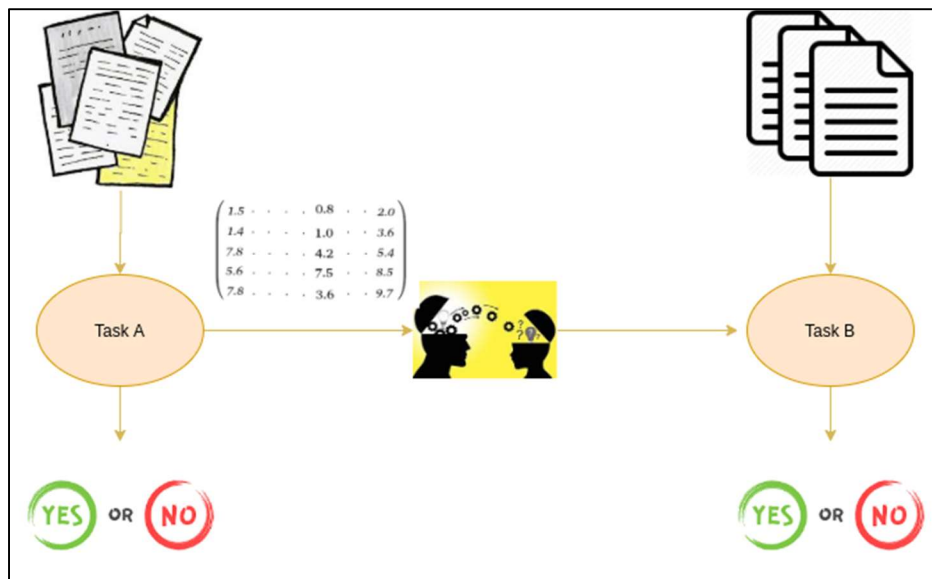 1.5 . . . . 0.8 . . 2.0
1.4 . . . . 1.0 . . 3.6
7.8 . . . . 4.2 . . 5.4
5.6 . . . . 7.5 . . 8.5
7.8 . . . . 3.6 . . 9.7
Task A
? ? ?
Task B
YES OR NO
YES OR NO